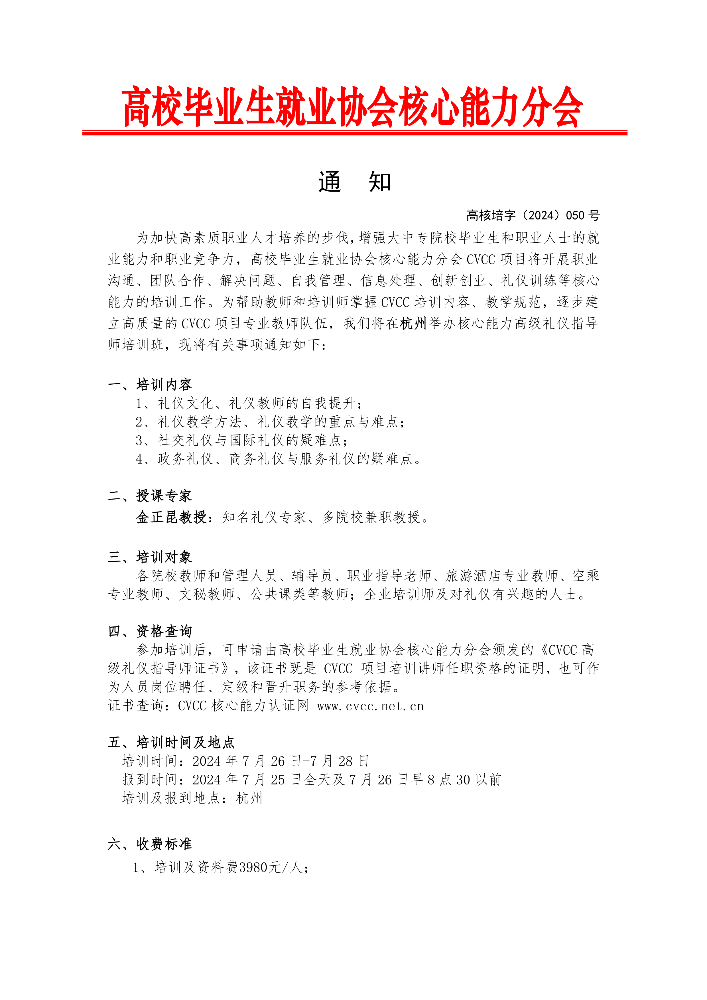 高校毕业生就业协会核心能力分会
通 知
高核培字（2024）050 号
为加快高素质职业人才培养的步伐，增强大中专院校毕业生和职业人士的就
业能力和职业竞争力，高校毕业生就业协会核心能力分会 CVCC 项目将开展职业
沟通、团队合作、解决问题、自我管理、信息处理、创新创业、礼仪训练等核心
能力的培训工作。为帮助教师和培训师掌握 CVCC 培训内容、教学规范，逐步建
立高质量的 CVCC 项目专业教师队伍，我们将在杭州举办核心能力高级礼仪指导
师培训班，现将有关事项通知如下：
一、培训内容
1、礼仪文化、礼仪教师的自我提升；
2、礼仪教学方法、礼仪教学的重点与难点；
3、社交礼仪与国际礼仪的疑难点；
4、政务礼仪、商务礼仪与服务礼仪的疑难点。
二、授课专家
金正昆教授：知名礼仪专家、多院校兼职教授。
三、培训对象
各院校教师和管理人员、辅导员、职业指导老师、旅游酒店专业教师、空乘
专业教师、文秘教师、公共课类等教师；企业培训师及对礼仪有兴趣的人士。
四、资格查询
参加培训后，可申请由高校毕业生就业协会核心能力分会颁发的《CVCC 高
级礼仪指导师证书》，该证书既是 CVCC 项目培训讲师任职资格的证明，也可作
为人员岗位聘任、定级和晋升职务的参考依据。
证书查询：CVCC 核心能力认证网 www.cvcc.net.cn
五、培训时间及地点
培训时间：2024 年 7 月 26 日-7 月 28 日
报到时间：2024 年 7 月 25 日全天及 7 月 26 日早 8 点 30 以前
培训及报到地点：杭州
六、收费标准
1、培训及资料费3980元/人；